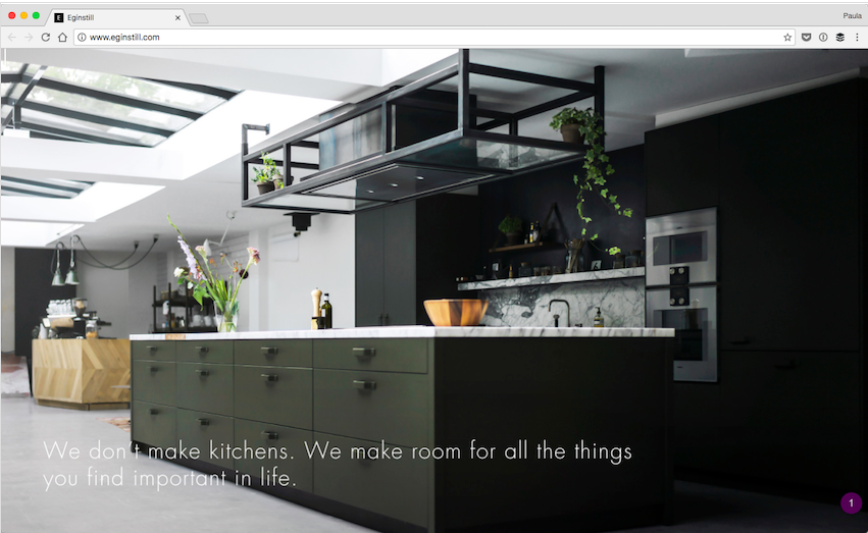 E Eginstill
Paula
www.eginstill.com
We don't make kitchens. We make room for all the things
you find important in life.
1